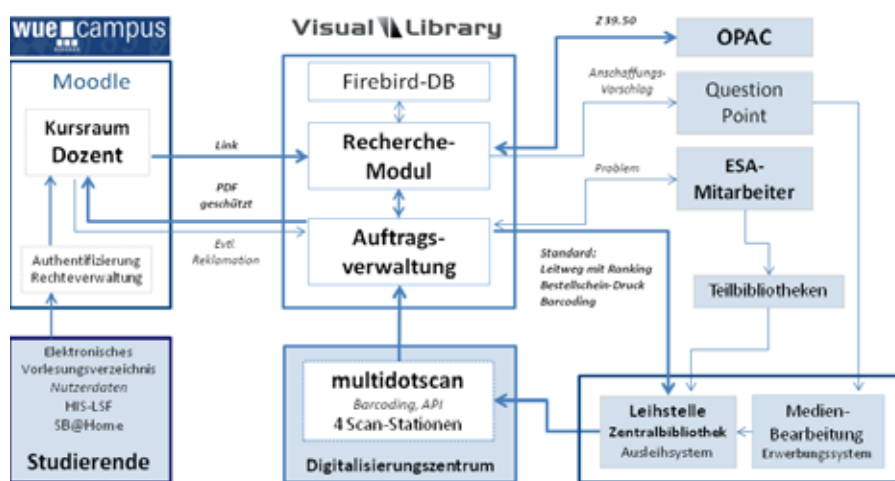 wue campus
Moodle
Kursraum
Dozent
Authentifizierung
Rechteverwaltung
Elektronisches
Vorlesungsverzeichnis
Nutzerdaten
HIS-LSF
SB@Home
Studierende
Link
PDF
geschützt
Evtl.
Reklamation
Visual Library
Firebird-DB
Recherche-
Modul
Auftrags-
verwaltung
multidotscan
Barcoding, API
4 Scan-Stationen
Digitalisierungszentrum
Z39.50
Anschaffungs-
Vorschlag
Problem
Standard:
Leitweg mit Ranking
Bestellschein-Druck
Barcoding
OPAC
Question
Point
ESA-
Mitarbeiter
Teilbibliotheken
Leihstelle
Zentralbibliothek
Ausleihsystem
Medien-
Bearbeitung
Erwerbungssystem